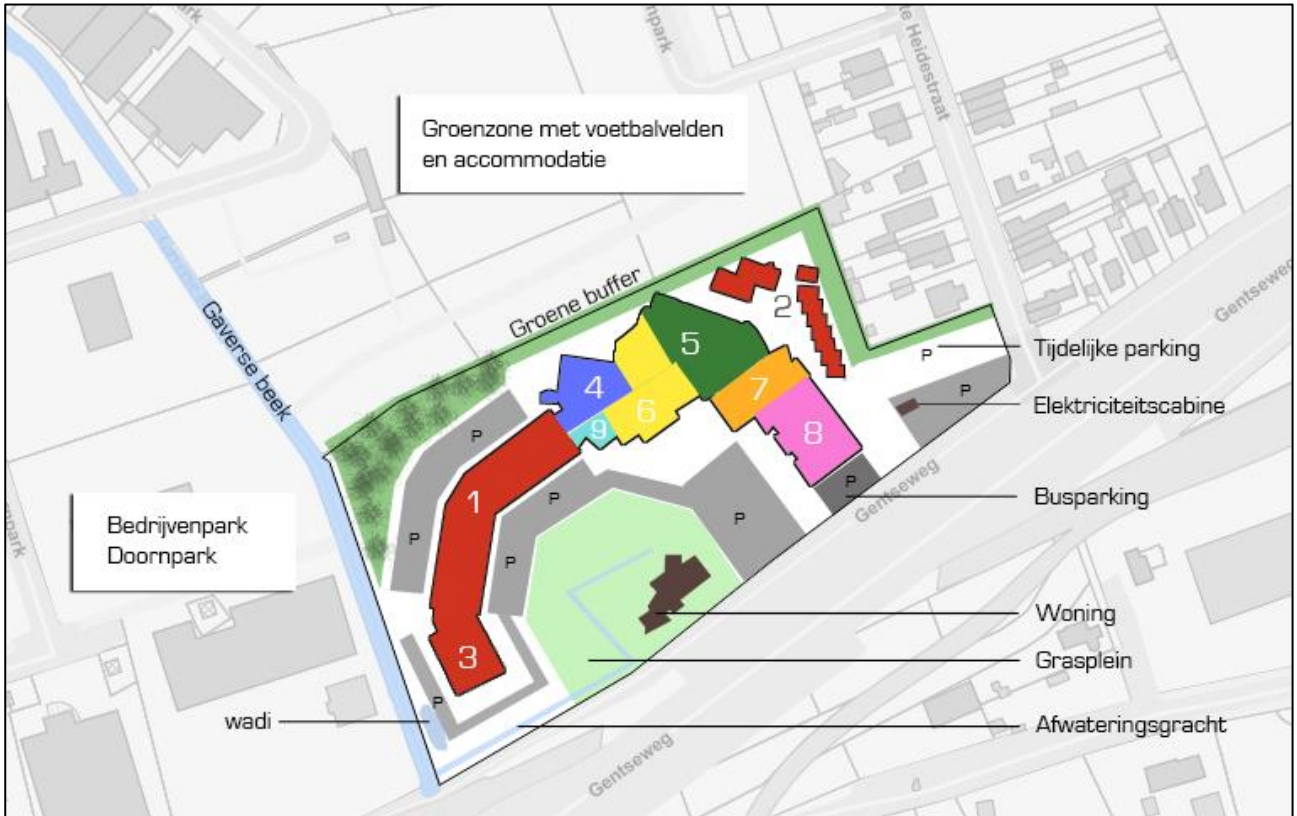 te Heidestraat
Groenzone met voetbalvelden
en accommodatie
Gaverse beek
Groene buffer
Gentseweg
2
5
P
Tijdelijke parking
4
7
P
Elektriciteitscabine
6
9
8
P
1
P
P
P
Gentseweg
Busparking
Bedrijvenpark
Doornpark
P
P
Woning
3
Grasplein
P
wadi
Afwateringsgracht
Gentseweg